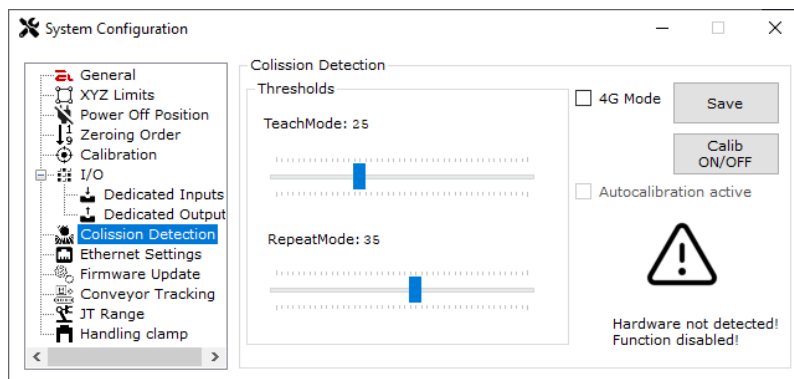 System Configuration
General
XYZ Limits
Power Off Position
Zeroing Order
Calibration
I/O
Dedicated Inputs
Dedicated Output
Colission Detection
Ethernet Settings
Firmware Update
Conveyor Tracking
JT Range
Handling clamp
Colission Detection
Thresholds
TeachMode: 25
RepeatMode: 35
4G Mode
Save
Calib
ON/OFF
Autocalibration active
Hardware not detected!
Function disabled!